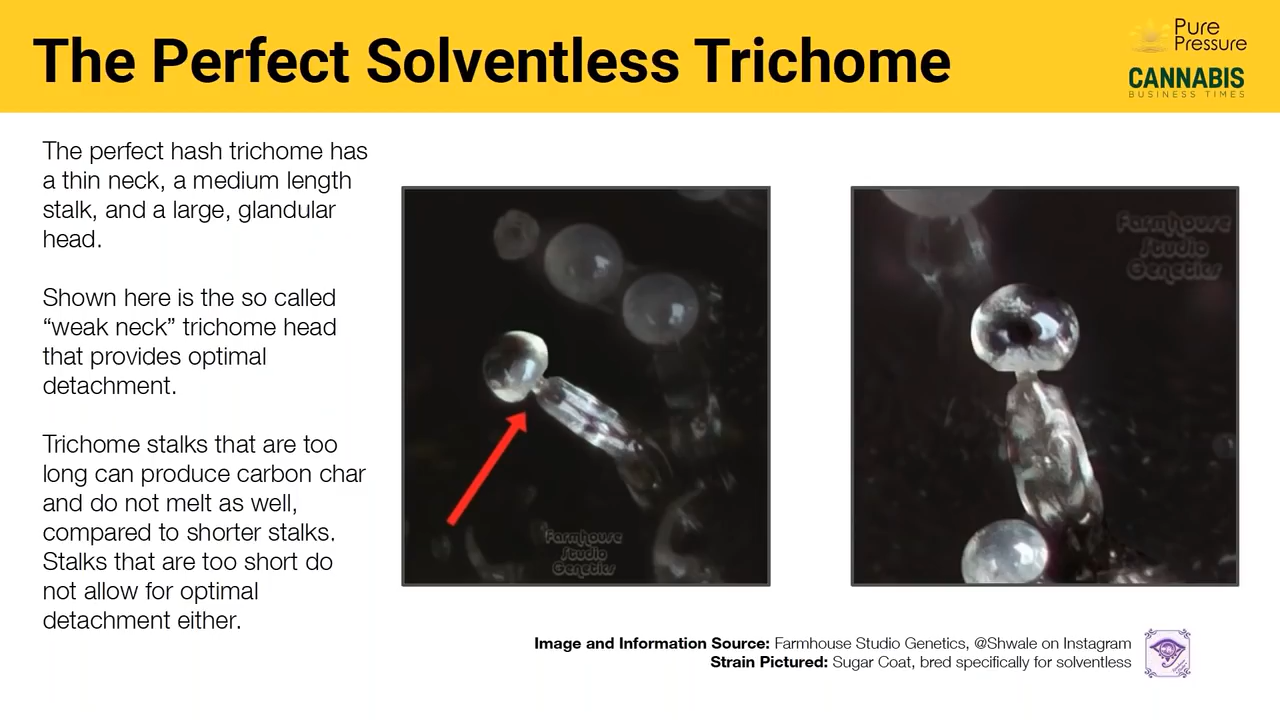 The Perfect Solventless Trichome
Pure
Pressure
CANNABIS
BUSINESS TIMES
The perfect hash trichome has
a thin neck, a medium length
stalk, and a large, glandular
head.
Shown here is the so called
“weak neck” trichome head
that provides optimal
detachment.
Trichome stalks that are too
long can produce carbon char
and do not melt as well,
compared to shorter stalks.
Stalks that are too short do
not allow for optimal
detachment either.
Farmhouse
Studio
Genetics
Farmhouse
Studio
Genetics
Image and Information Source: Farmhouse Studio Genetics, @Shwale on Instagram
Strain Pictured: Sugar Coat, bred specifically for solventless